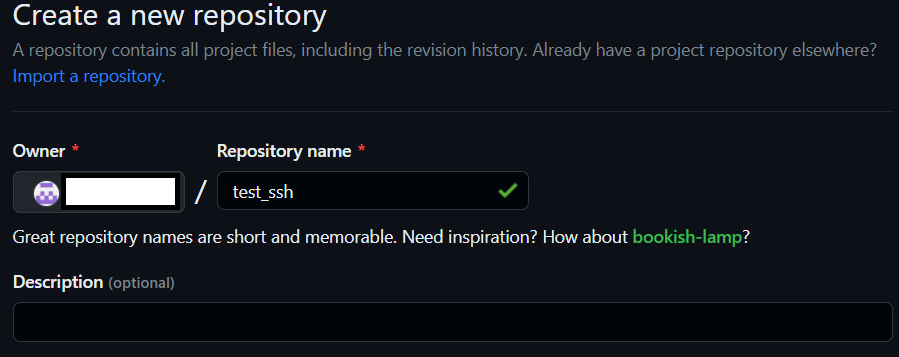 Create a new repository
A repository contains all project files, including the revision history. Already have a project repository elsewhere?
Import a repository.
Owner * Repository name *
/ test_ssh
Great repository names are short and memorable. Need inspiration? How about bookish-lamp?
Description (optional)